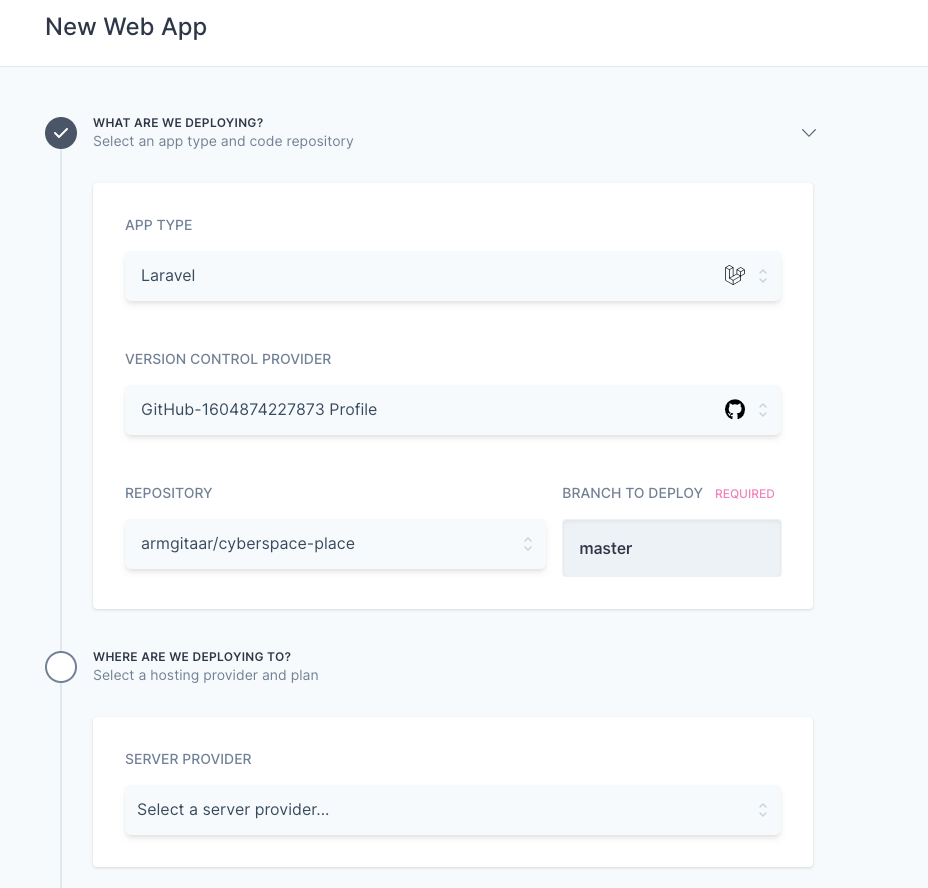 New Web App
WHAT ARE WE DEPLOYING?
Select an app type and code repository
APP TYPE
Laravel
VERSION CONTROL PROVIDER
GitHub-1604874227873 Profile
REPOSITORY
BRANCH TO DEPLOY REQUIRED
armgitaar/cyberspace-place
master
WHERE ARE WE DEPLOYING TO?
Select a hosting provider and plan
SERVER PROVIDER
Select a server provider...